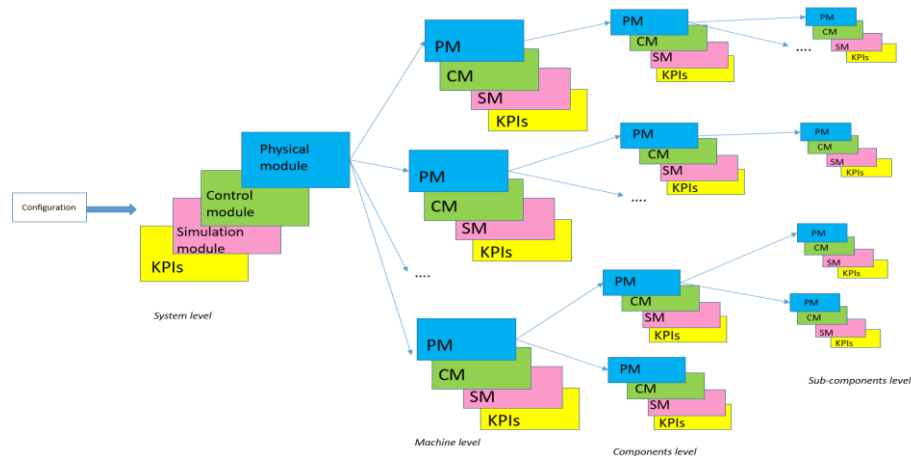 Configuration
Physical
module
Control
module
Simulation
module
KPIs
System level
PM
CM
SM
KPIs
PM
CM
SM
KPIs
....
PM
CM
SM
KPIs
Machine level
PM
CM
SM
KPIs
....
PM
CM
SM
KPIs
....
PM
CM
SM
KPIs
PM
CM
SM
KPIs
Components level
PM
CM
SM
KPIs
PM
CM
SM
KPIs
PM
CM
SM
KPIs
PM
CM
SM
KPIs
Sub-components level